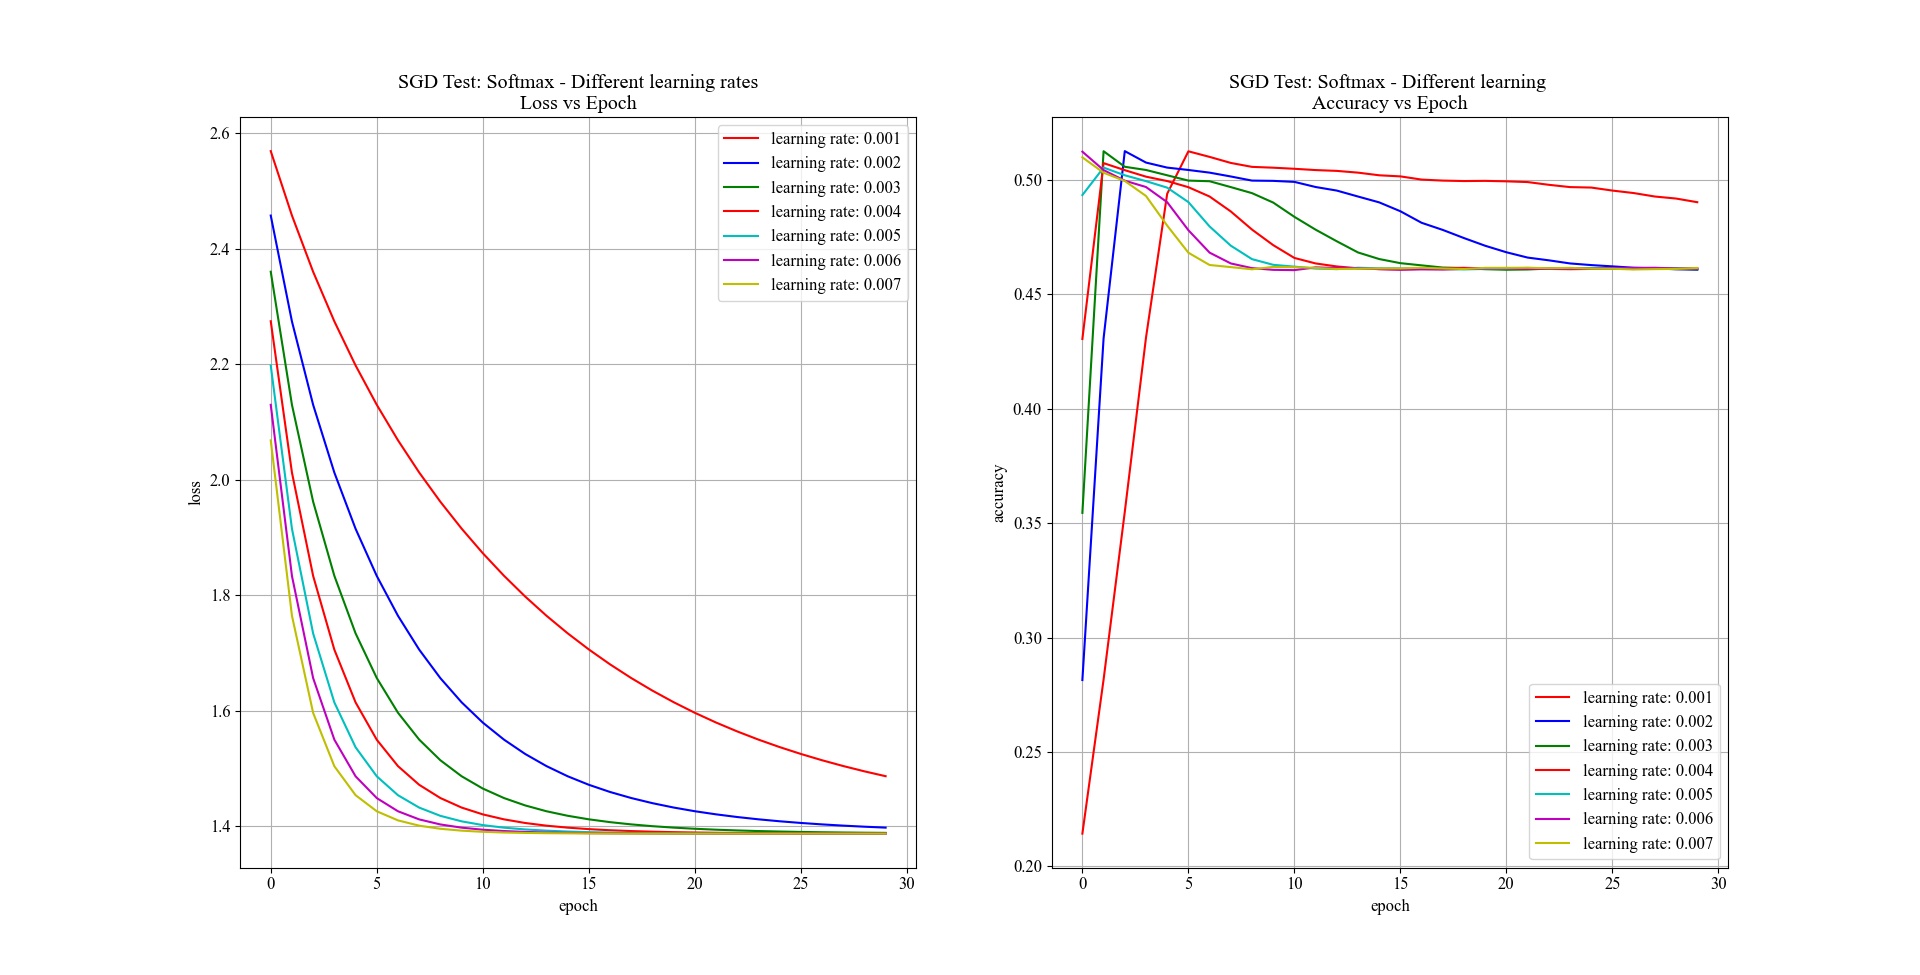 SGD Test: Softmax - Different learning rates
Loss vs Epoch
2.6
2.4
2.2
2.0
1.8
1.6
1.4
loss
0
5
10
15
20
25
30
epoch
learning rate: 0.001
learning rate: 0.002
learning rate: 0.003
learning rate: 0.004
learning rate: 0.005
learning rate: 0.006
learning rate: 0.007
SGD Test: Softmax - Different learning
Accuracy vs Epoch
0.50
0.45
0.40
0.35
0.30
0.25
0.20
accuracy
0
5
10
15
20
25
30
epoch
learning rate: 0.001
learning rate: 0.002
learning rate: 0.003
learning rate: 0.004
learning rate: 0.005
learning rate: 0.006
learning rate: 0.007